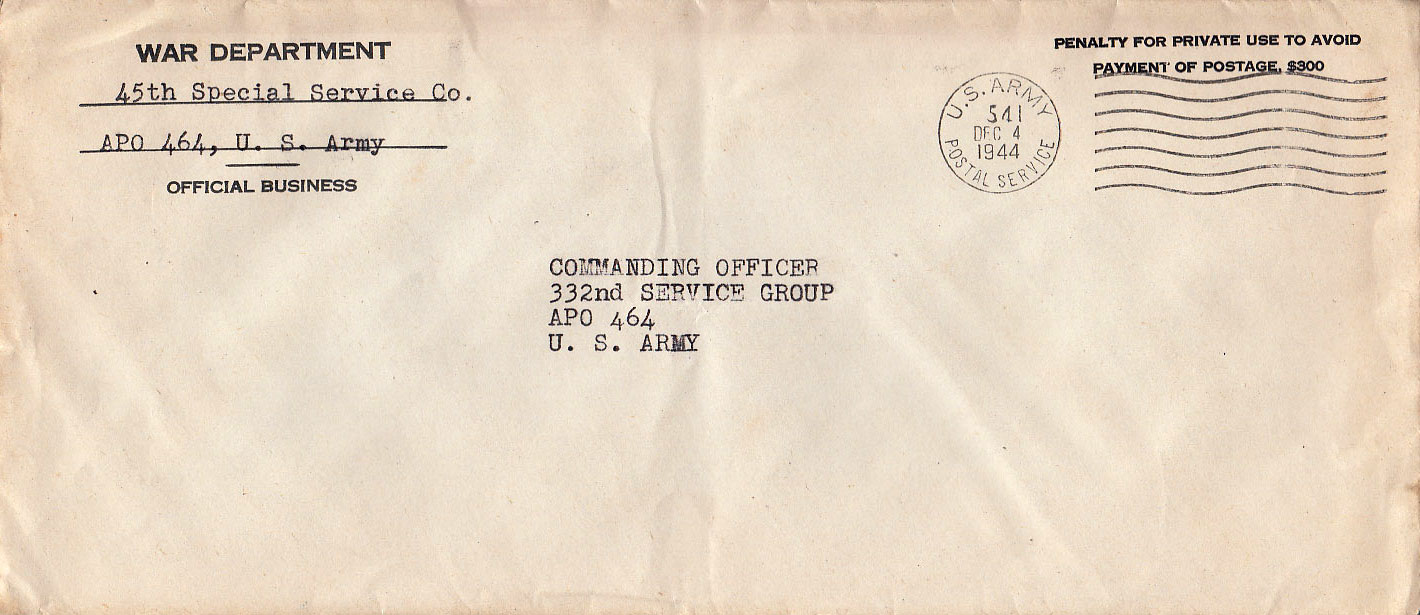 WAR DEPARTMENT
45th Special Service Co.
APO 464, U. S. Army
OFFICIAL BUSINESS
PENALTY FOR PRIVATE USE TO AVOID
PAYMENT OF POSTAGE, $300
U.S. ARMY
541
DEC 4
1944
POSTAL SERVICE
COMMANDING OFFICER
332nd SERVICE GROUP
APO 464
U. S. ARMY